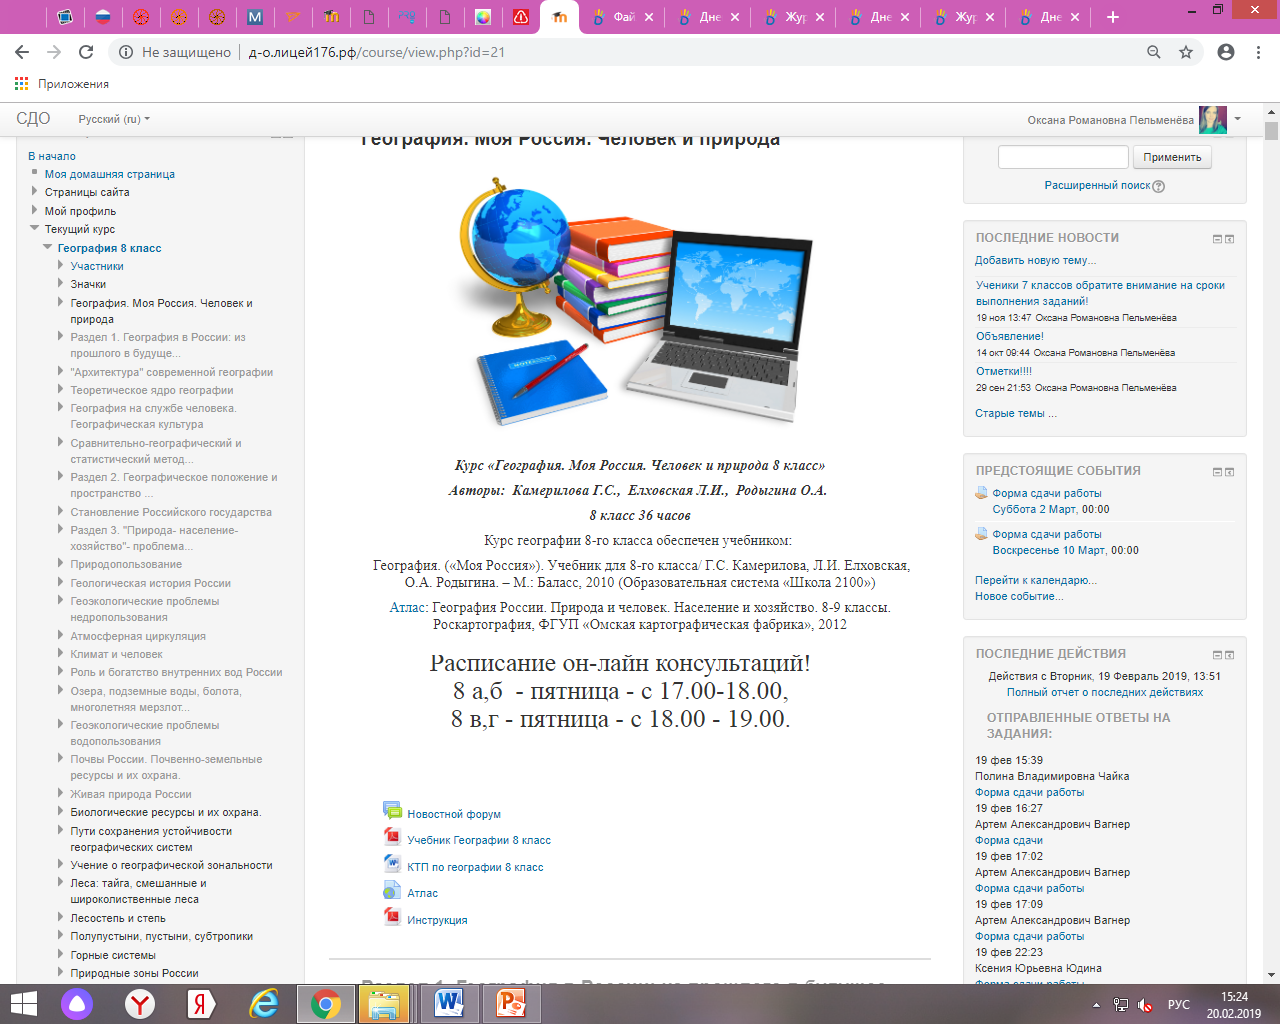 Фай
Дне
Жур
Дне
Жур
Дне
Не защищено
д-о.лицей176.рф/course/view.php?id=21
Приложения
СДО
Русский (ru)
Оксана Романовна Пельменёва
В начало
Моя домашняя страница
Страницы сайта
Мой профиль
Текущий курс
География 8 класс
Участники
Значки
География. Моя Россия. Человек и
природа
Раздел 1. География в России: из
прошлого в будуще...
"Архитектура" современной географии
Теоретическое ядро географии
География на службе человека.
Географическая культура
Сравнительно-географический и
статистический метод...
Раздел 2. Географическое положение и
пространство ...
Становление Российского государства
Раздел 3. "Природа- население-
хозяйство"- проблема...
Природопользование
Геологическая история России
Геоэкологические проблемы
недропользования
Атмосферная циркуляция
Климат и человек
Роль и богатство внутренних вод России
Озера, подземные воды, болота,
многолетняя мерзлот...
Геоэкологические проблемы
водопользования
Почвы России. Почвенно-земельные
ресурсы и их охрана.
Живая природа России
Биологические ресурсы и их охрана.
Пути сохранения устойчивости
географических систем
Учение о географической зональности
Леса: тайга, смешанные и
широколиственные леса
Лесостепь и степь
Полупустыни, пустыни, субтропики
Горные системы
Природные зоны России
География. Моя Россия. Человек и природа
Курс «География. Моя Россия. Человек и природа 8 класс»
Авторы: Камерилова Г.С., Елховская Л.И., Родыгина О.А.
8 класс 36 часов
Курс географии 8-го класса обеспечен учебником:
География. («Моя Россия»). Учебник для 8-го класса/ Г.С. Камерилова, Л.И. Елховская,
О.А. Родыгина. – М.: Баласс, 2010 (Образовательная система «Школа 2100»)
Атлас: География России. Природа и человек. Население и хозяйство. 8-9 классы.
Роскартография, ФГУП «Омская картографическая фабрика», 2012
Расписание он-лайн консультаций!
8 а,б - пятница - с 17.00-18.00,
8 в,г - пятница - с 18.00 - 19.00.
Новостной форум
Учебник Географии 8 класс
КТП по географии 8 класс
Атлас
Инструкция
Раздел 1. География в России: из прошлого в будущее
Применить
Расширенный поиск
ПОСЛЕДНИЕ НОВОСТИ
Добавить новую тему...
Ученики 7 классов обратите внимание на сроки
выполнения заданий!
19 ноя 13:47 Оксана Романовна Пельменёва
Объявление!
14 окт 09:44 Оксана Романовна Пельменёва
Отметки!!!!
29 сен 21:53 Оксана Романовна Пельменёва
Старые темы ...
ПРЕДСТОЯЩИЕ СОБЫТИЯ
Форма сдачи работы
Суббота 2 Март, 00:00
Форма сдачи работы
Воскресенье 10 Март, 00:00
Перейти к календарю...
Новое событие...
ПОСЛЕДНИЕ ДЕЙСТВИЯ
Действия с Вторник, 19 Февраль 2019, 13:51
Полный отчет о последних действиях
ОТПРАВЛЕННЫЕ ОТВЕТЫ НА
ЗАДАНИЯ:
19 фев 15:39
Полина Владимировна Чайка
Форма сдачи работы
19 фев 16:27
Артем Александрович Вагнер
Форма сдачи
19 фев 17:02
Артем Александрович Вагнер
Форма сдачи работы
19 фев 17:09
Артем Александрович Вагнер
Форма сдачи работы
19 фев 22:23
Ксения Юрьевна Юдина
Форма сдачи работы
РУС
15:24
20.02.2019